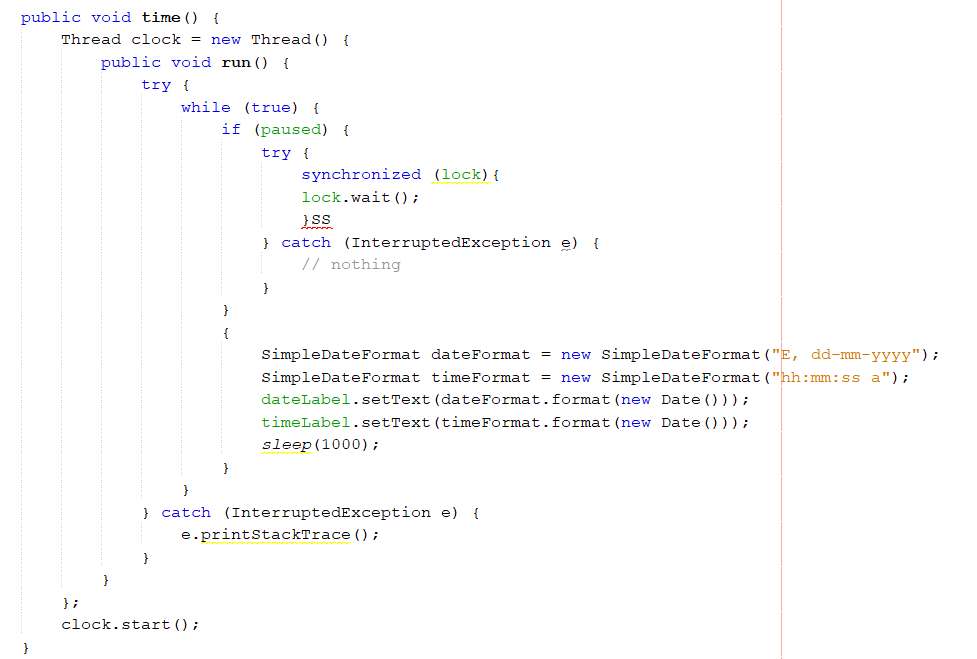 public void time() {
    Thread clock = new Thread() {
        public void run() {
            try {
                while (true) {
                    if (paused) {
                        try {
                            synchronized (lock){
                            lock.wait();
                            }SS
                        } catch (InterruptedException e) {
                            // nothing
                        }
                    }
                    {
                        SimpleDateFormat dateFormat = new SimpleDateFormat("E, dd-mm-yyyy");
                        SimpleDateFormat timeFormat = new SimpleDateFormat("hh:mm:ss a");
                        dateLabel.setText(dateFormat.format(new Date()));
                        timeLabel.setText(timeFormat.format(new Date()));
                        sleep(1000);
                    }
                }
            } catch (InterruptedException e) {
                e.printStackTrace();
            }
        }
    };
    clock.start();
}